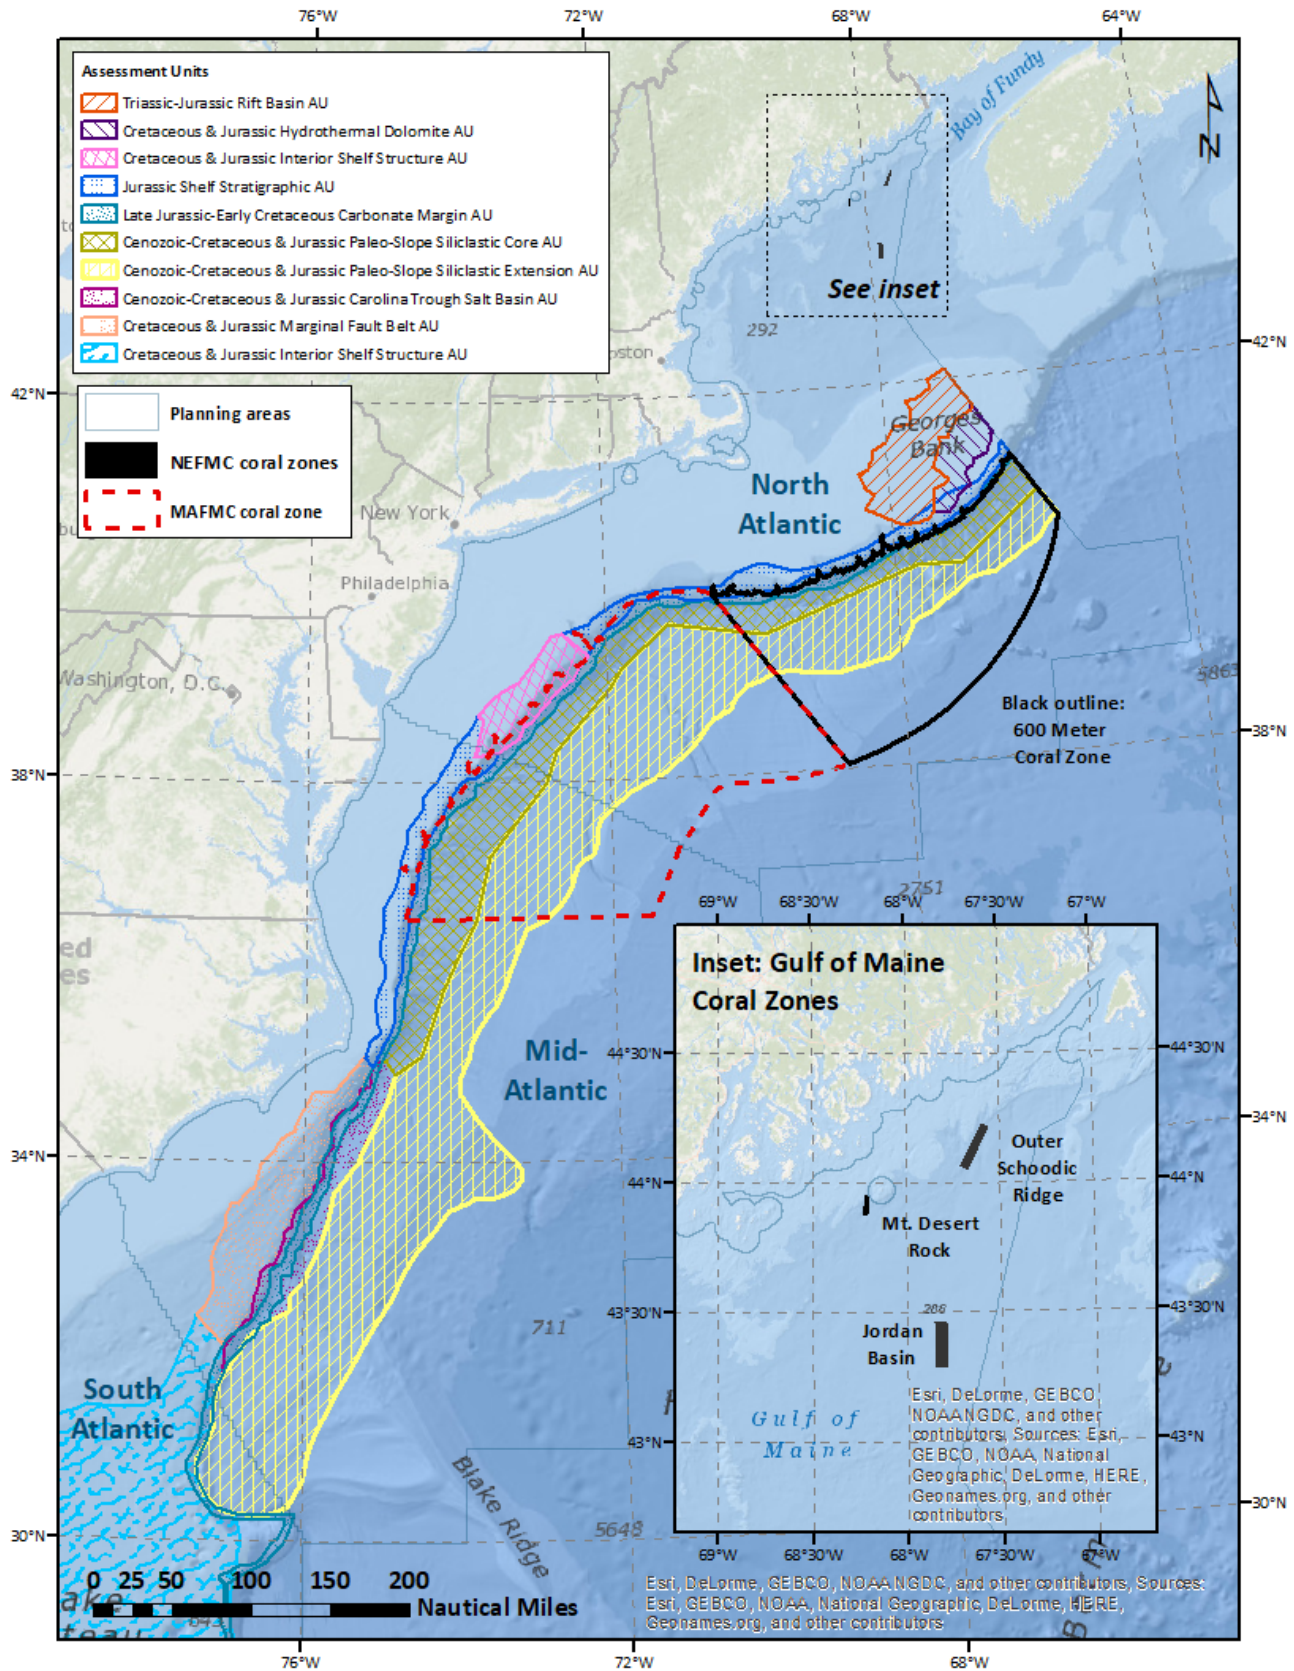 76°W
72°W
68°W
64°W
Assessment Units
Triassic-Jurassic Rift Basin AU
Cretaceous & Jurassic Hydrothermal Dolomite AU
Cretaceous & Jurassic Interior Shelf Structure AU
Jurassic Shelf Stratigraphic AU
Late Jurassic-Early Cretaceous Carbonate Margin AU
Cenozoic-Cretaceous & Jurassic Paleo-Slope Siliclastic Core AU
Cenozoic-Cretaceous & Jurassic Paleo-Slope Siliclastic Extension AU
Cenozoic-Cretaceous & Jurassic Carolina Trough Salt Basin AU
Cretaceous & Jurassic Marginal Fault Belt AU
Cretaceous & Jurassic Interior Shelf Structure AU
Planning areas
NEFMC coral zones
MAFMC coral zone
Bay of Fundy
N
See inset
292
oston
42°N
42°N
Georges
Bank
North
Atlantic
New York
Philadelphia
Washington, D.C.
5863
Black outline:
600 Meter
Coral Zone
38°N
38°N
2751
ed
es
Mid-
Atlantic
34°N
34°N
711
South
Atlantic
Blake Ridge
5648
30°N
30°N
69°W
68°30'W
68°W
67°30'W
67°W
Inset: Gulf of Maine
Coral Zones
44°30'N
44°30'N
Outer
Schoodic
Ridge
44°N
44°N
Mt. Desert
Rock
43°30'N
43°30'N
Jordan
Basin
Gulf of
Maine
43°N
43°N
Esri, DeLorme, GEBCO,
NOAA NGDC, and other
contributors, Sources: Esri,
GEBCO, NOAA, National
Geographic, DeLorme, HERE,
Geonames.org, and other
contributors
69°W
68°30'W
68°W
67°30'W
67°W
0 25 50 100 150 200
Nautical Miles
Esri, DeLorme, GEBCO, NOAA NGDC, and other contributors, Sources:
Esri, GEBCO, NOAA, National Geographic, DeLorme, HERE,
Geonames.org, and other contributors
76°W
72°W
68°W